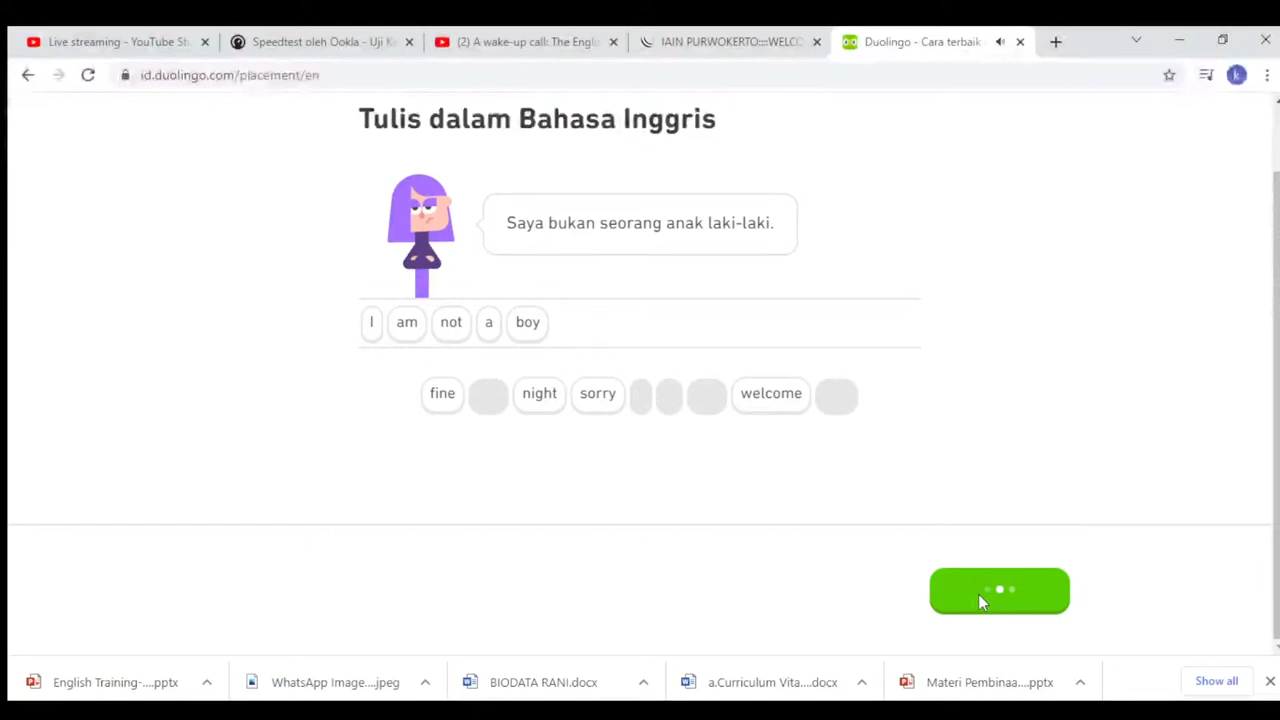 Live streaming - YouTube St
Speedtest oleh Ookla - Uji K
(2) A wake-up call: The Engl
IAIN PURWOKERTO::::WELCO
Duolingo - Cara terbaik
id.duolingo.com/placement/en
k
Tulis dalam Bahasa Inggris
Saya bukan seorang anak laki-laki.
I am not a boy
fine night sorry welcome
English Training-....pptx
WhatsApp Image....jpeg
BIODATA RANI.docx
a.Curriculum Vita....docx
Materi Pembinaa....pptx
Show all